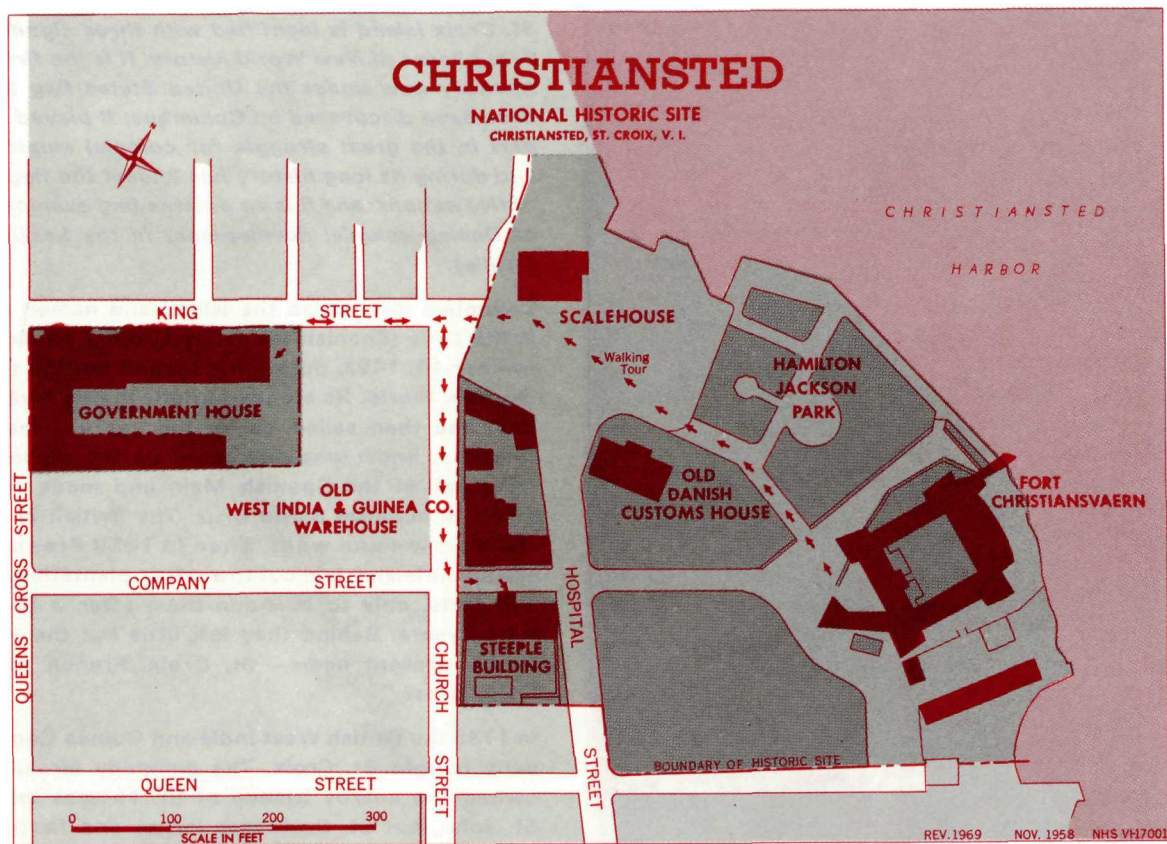 CHRISTIANSTED
NATIONAL HISTORIC SITE
CHRISTIANSTED, ST. CROIX, V. I.
CHRISTIANSTED
HARBOR
KING STREET
SCALEHOUSE
Walking
Tour
HAMILTON
JACKSON
PARK
GOVERNMENT HOUSE
OLD
DANISH
CUSTOMS HOUSE
FORT
CHRISTIANSVAERN
OLD
WEST INDIA & GUINEA CO.
WAREHOUSE
QUEENS CROSS STREET
COMPANY STREET
HOSPITAL STREET
CHURCH STREET
STEEPLE
BUILDING
BOUNDARY OF HISTORIC SITE
QUEEN STREET
0 100 200 300
SCALE IN FEET
REV.1969 NOV. 1958 NHS VI-17001